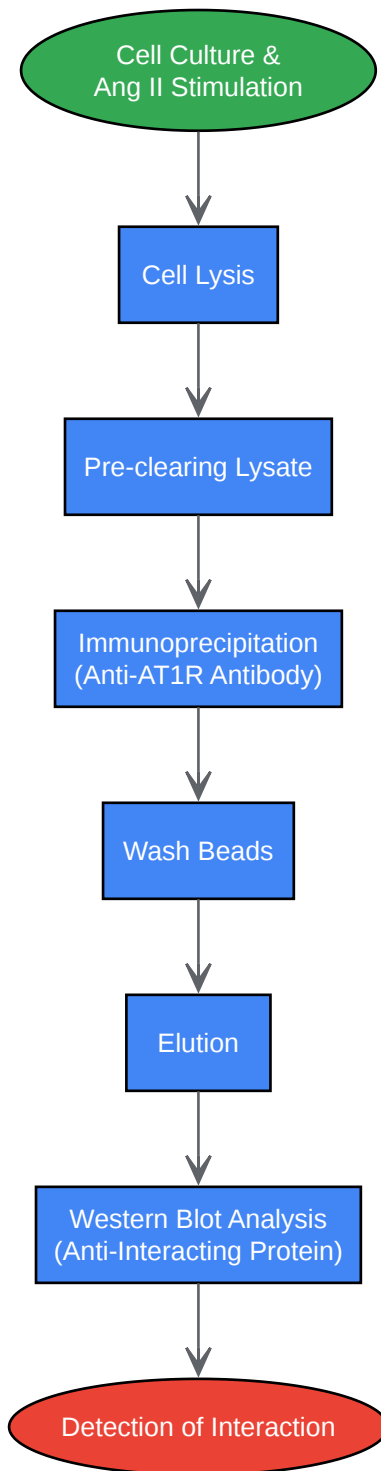 Cell Culture &
Ang II Stimulation
Cell Lysis
Pre-clearing Lysate
Immunoprecipitation
(Anti-AT1R Antibody)
Wash Beads
Elution
Western Blot Analysis
(Anti-Interacting Protein)
Detection of Interaction